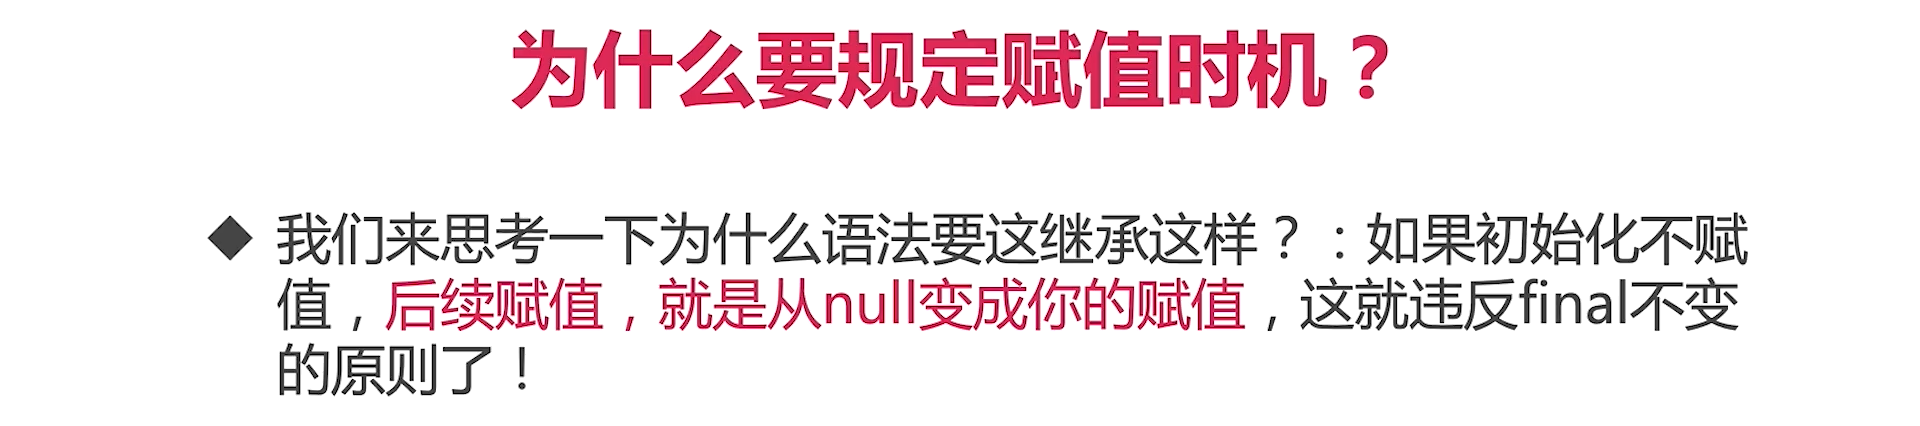 为什么要规定赋值时机？
◆ 我们来思考一下为什么语法要这继承这样？：如果初始化不赋
值，后续赋值，就是从null变成你的赋值，这就违反final不变
的原则了！